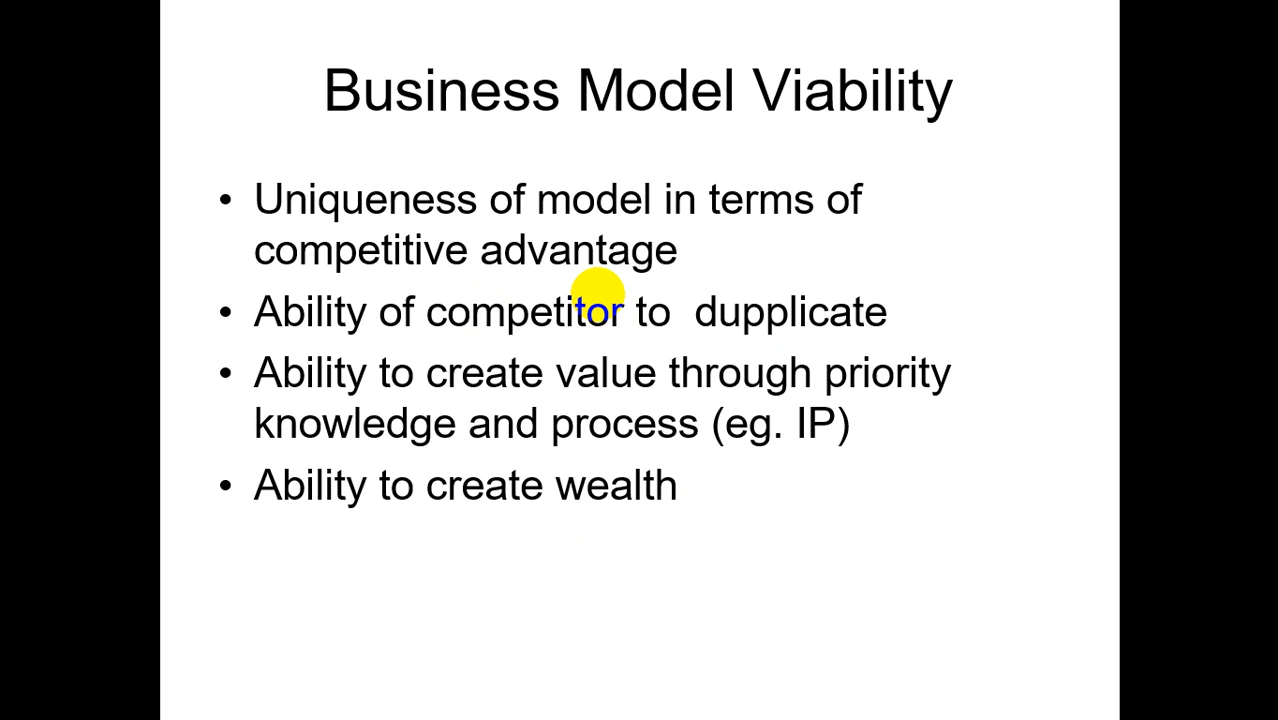 Business Model Viability
• Uniqueness of model in terms of
competitive advantage
• Ability of competitor to  dupplicate
• Ability to create value through priority
knowledge and process (eg. IP)
• Ability to create wealth